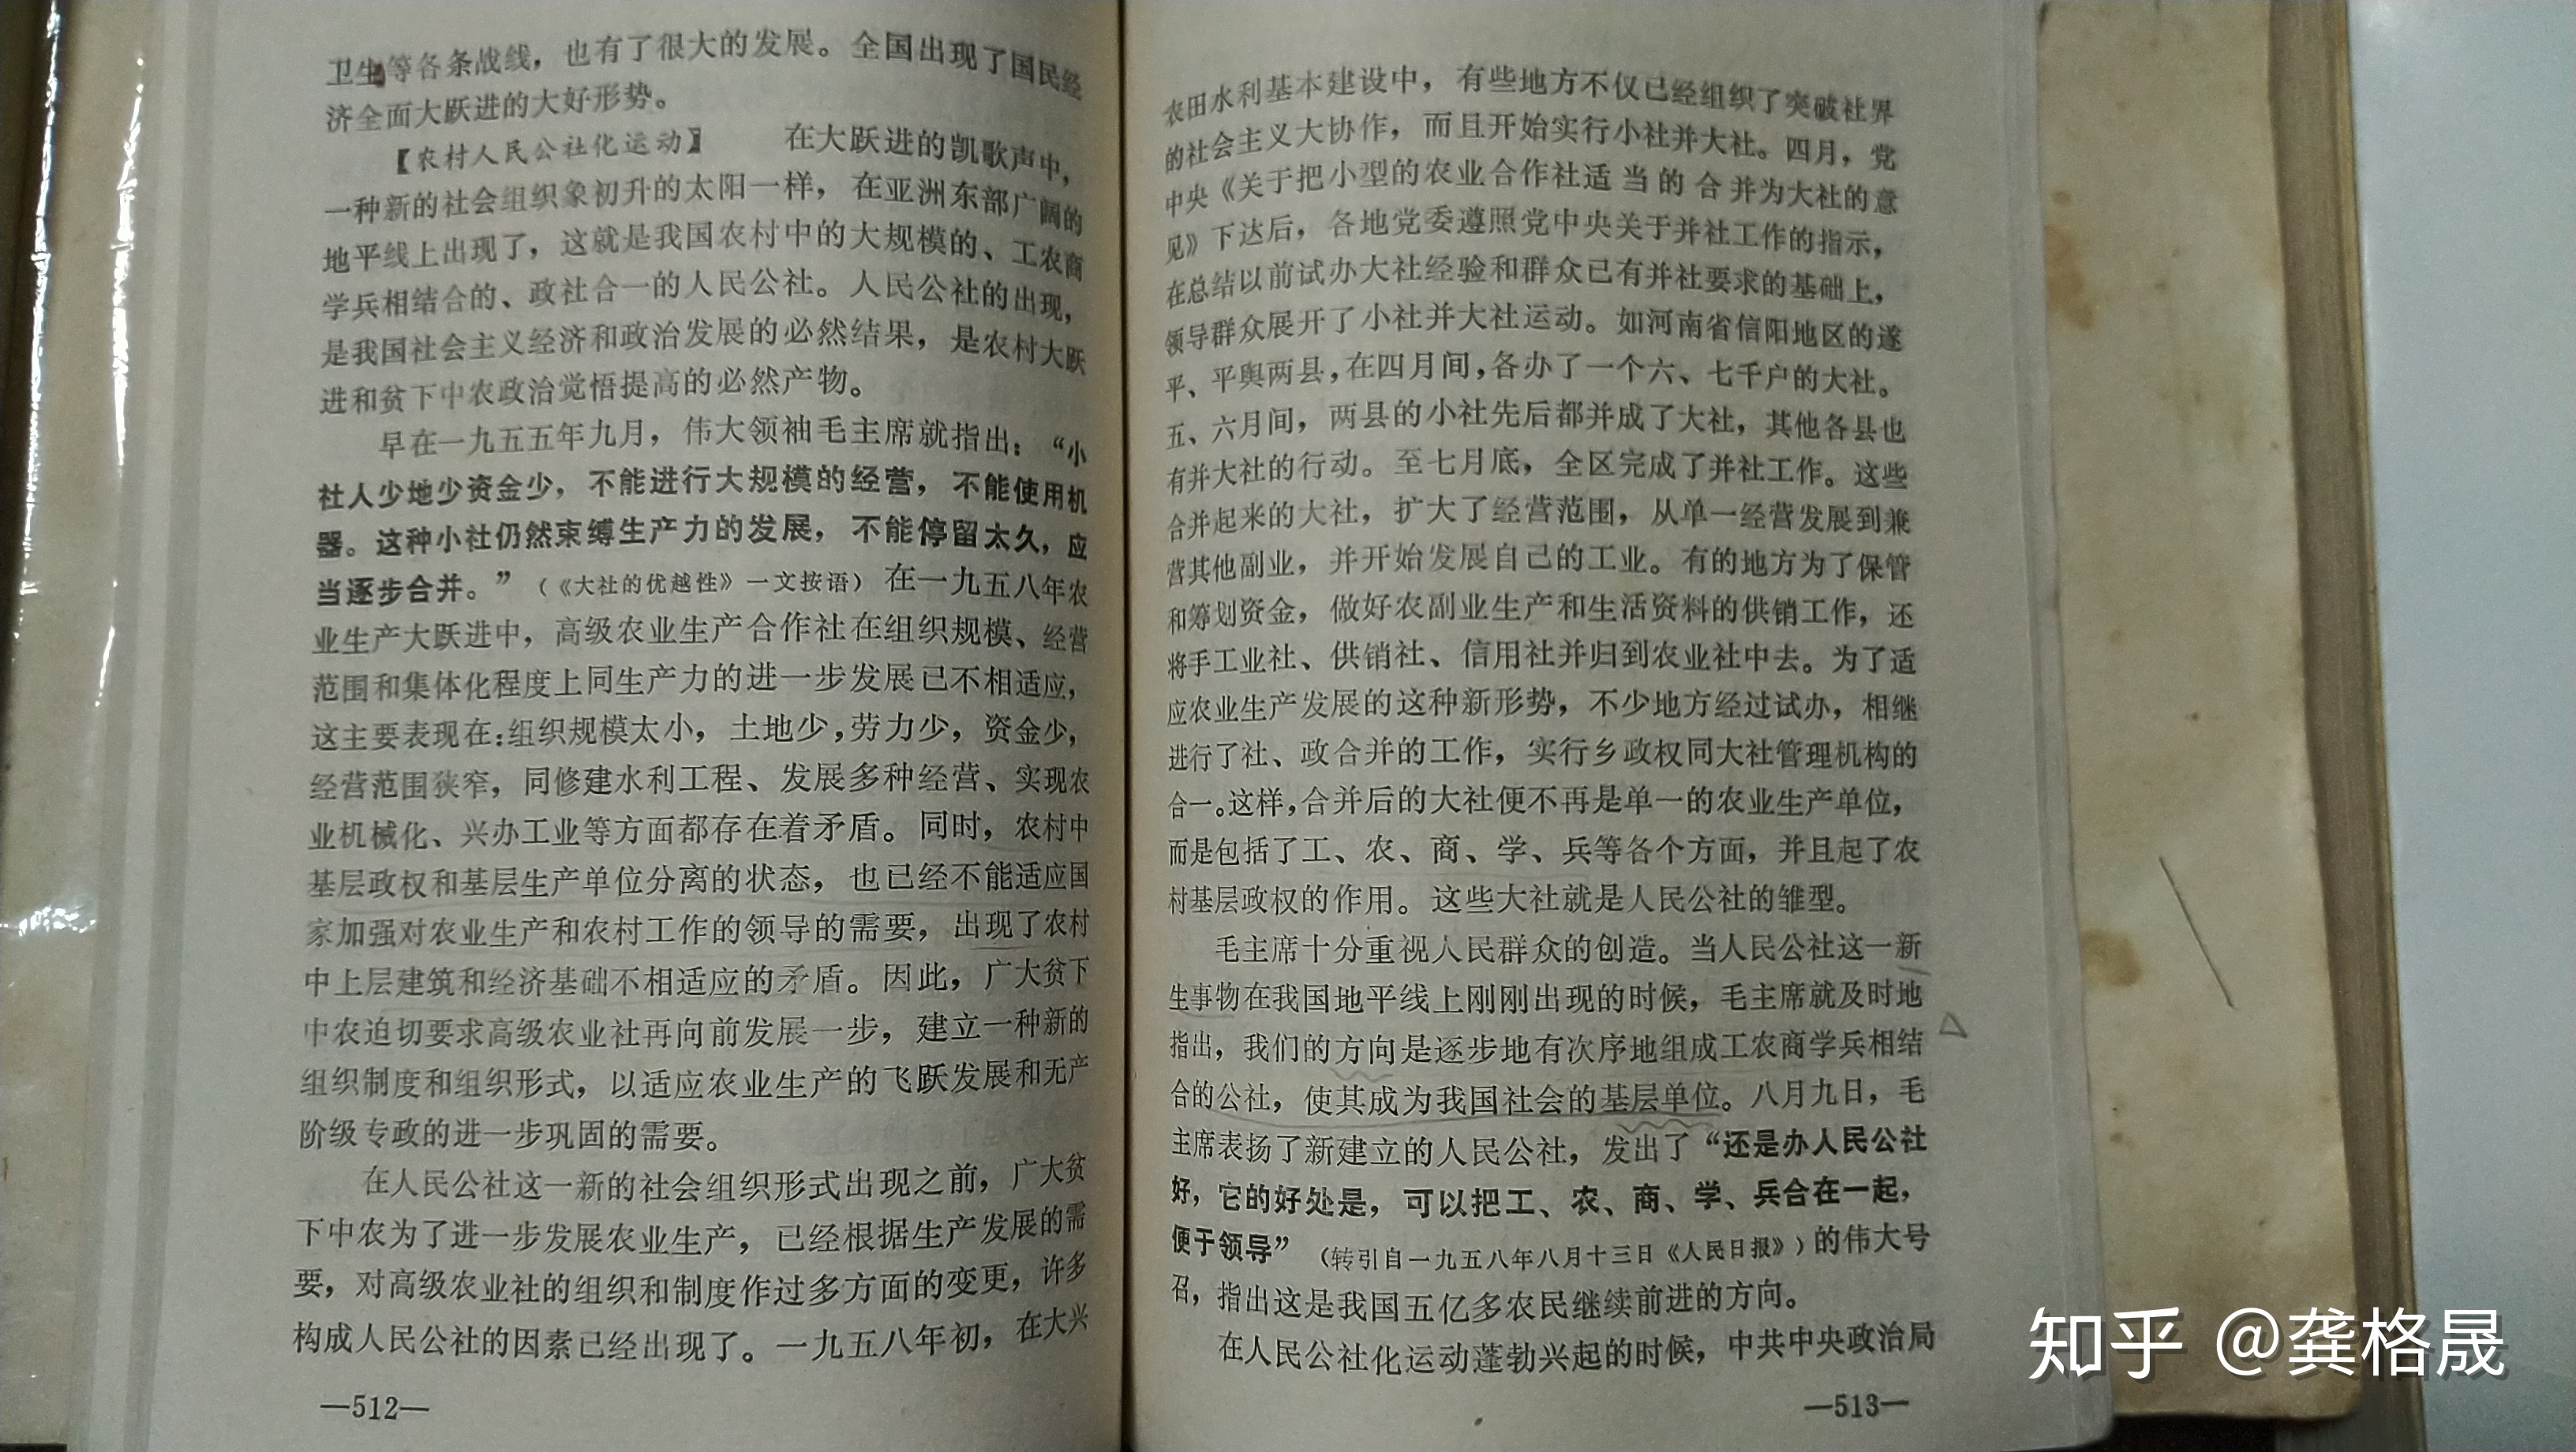 卫生等各条战线，也有了很大的发展。全国出现了国民经
济全面大跃进的大好形势。
【农村人民公社化运动】　　在大跃进的凯歌声中，
一种新的社会组织象初升的太阳一样，在亚洲东部广阔的
地平线上出现了，这就是我国农村中的大规模的、工农商
学兵相结合的、政社合一的人民公社。人民公社的出现，
是我国社会主义经济和政治发展的必然结果，是农村大跃
进和贫下中农政治觉悟提高的必然产物。
早在一九五五年九月，伟大领袖毛主席就指出：“小
社人少地少资金少，不能进行大规模的经营，不能使用机
器。这种小社仍然束缚生产力的发展，不能停留太久，应
当逐步合并。”（《大社的优越性》一文按语）在一九五八年农
业生产大跃进中，高级农业生产合作社在组织规模、经营
范围和集体化程度上同生产力的进一步发展已不相适应，
这主要表现在：组织规模太小，土地少，劳力少，资金少，
经营范围狭窄，同修建水利工程、发展多种经营、实现农
业机械化、兴办工业等方面都存在着矛盾。同时，农村中
基层政权和基层生产单位分离的状态，也已经不能适应国
家加强对农业生产和农村工作的领导的需要，出现了农村
中上层建筑和经济基础不相适应的矛盾。因此，广大贫下
中农迫切要求高级农业社再向前发展一步，建立一种新的
组织制度和组织形式，以适应农业生产的飞跃发展和无产
阶级专政的进一步巩固的需要。
在人民公社这一新的社会组织形式出现之前，广大贫
下中农为了进一步发展农业生产，已经根据生产发展的需
要，对高级农业社的组织和制度作过多方面的变更，许多
构成人民公社的因素已经出现了。一九五八年初，在大兴
—512—
农田水利基本建设中，有些地方不仅已经组织了突破社界
的社会主义大协作，而且开始实行小社并大社。四月，党
中央《关于把小型的农业合作社适当的合并为大社的意
见》下达后，各地党委遵照党中央关于并社工作的指示，
在总结以前试办大社经验和群众已有并社要求的基础上，
领导群众展开了小社并大社运动。如河南省信阳地区的遂
平、平舆两县，在四月间，各办了一个六、七千户的大社。
五、六月间，两县的小社先后都并成了大社，其他各县也
有并大社的行动。至七月底，全区完成了并社工作。这些
合并起来的大社，扩大了经营范围，从单一经营发展到兼
营其他副业，并开始发展自己的工业。有的地方为了保管
和筹划资金，做好农副业生产和生活资料的供销工作，还
将手工业社、供销社、信用社并归到农业社中去。为了适
应农业生产发展的这种新形势，不少地方经过试办，相继
进行了社、政合并的工作，实行乡政权同大社管理机构的
合一。这样，合并后的大社便不再是单一的农业生产单位，
而是包括了工、农、商、学、兵等各个方面，并且起了农
村基层政权的作用。这些大社就是人民公社的雏型。
毛主席十分重视人民群众的创造。当人民公社这一新
生事物在我国地平线上刚刚出现的时候，毛主席就及时地
指出，我们的方向是逐步地有次序地组成工农商学兵相结
合的公社，使其成为我国社会的基层单位。八月九日，毛
主席表扬了新建立的人民公社，发出了“还是办人民公社
好，它的好处是，可以把工、农、商、学、兵合在一起，
便于领导”（转引自一九五八年八月十三日《人民日报》）的伟大号
召，指出这是我国五亿多农民继续前进的方向。
在人民公社化运动蓬勃兴起的时候，中共中央政治局
—513—
知乎 @龚格晟